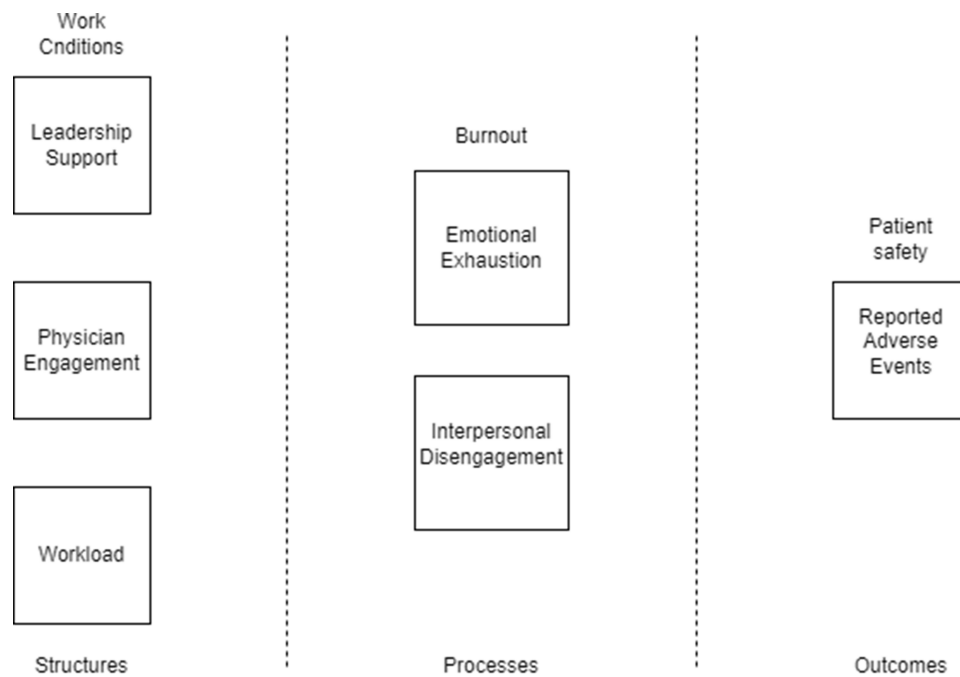 Work
Cnditions
Leadership
Support
Physician
Engagement
Workload
Structures
Burnout
Emotional
Exhaustion
Interpersonal
Disengagement
Processes
Patient
safety
Reported
Adverse
Events
Outcomes